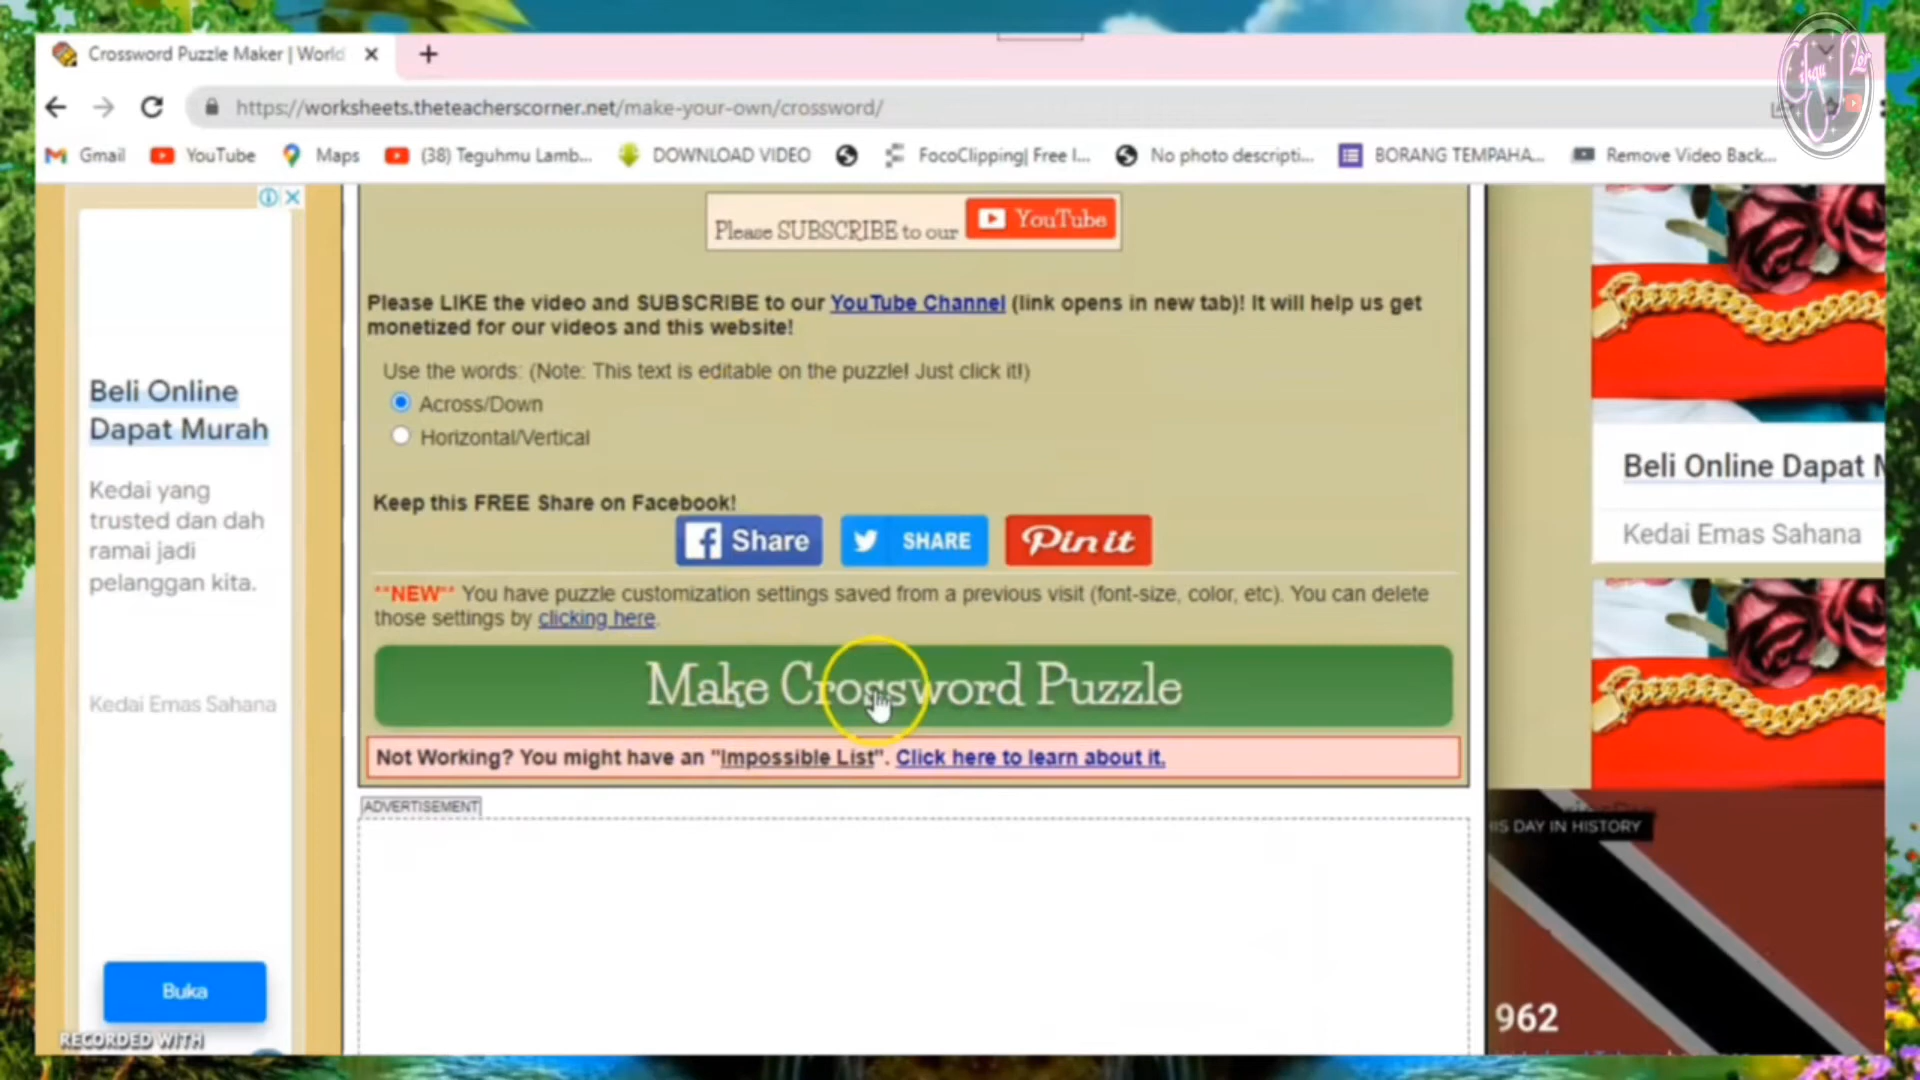 Crossword Puzzle Maker | World
https://worksheets.theteacherscorner.net/make-your-own/crossword/
Gmail
YouTube
Maps
(38) Teguhmu Lamb...
DOWNLOAD VIDEO
FocoClipping| Free I...
No photo descripti...
BORANG TEMPAHA...
Remove Video Back...
Please SUBSCRIBE to our YouTube
Please LIKE the video and SUBSCRIBE to our YouTube Channel (link opens in new tab)! It will help us get
monetized for our videos and this website!
Use the words: (Note: This text is editable on the puzzle! Just click it!)
Across/Down
Horizontal/Vertical
Keep this FREE Share on Facebook!
Share
SHARE
Pin it
**NEW** You have puzzle customization settings saved from a previous visit (font-size, color, etc). You can delete
those settings by clicking here.
Make Crossword Puzzle
Not Working? You might have an "Impossible List". Click here to learn about it.
ADVERTISEMENT
Beli Online
Dapat Murah
Kedai yang
trusted dan dah
ramai jadi
pelanggan kita.
Kedai Emas Sahana
Buka
RECORDED WITH
Beli Online Dapat M
Kedai Emas Sahana
IS DAY IN HISTORY
962